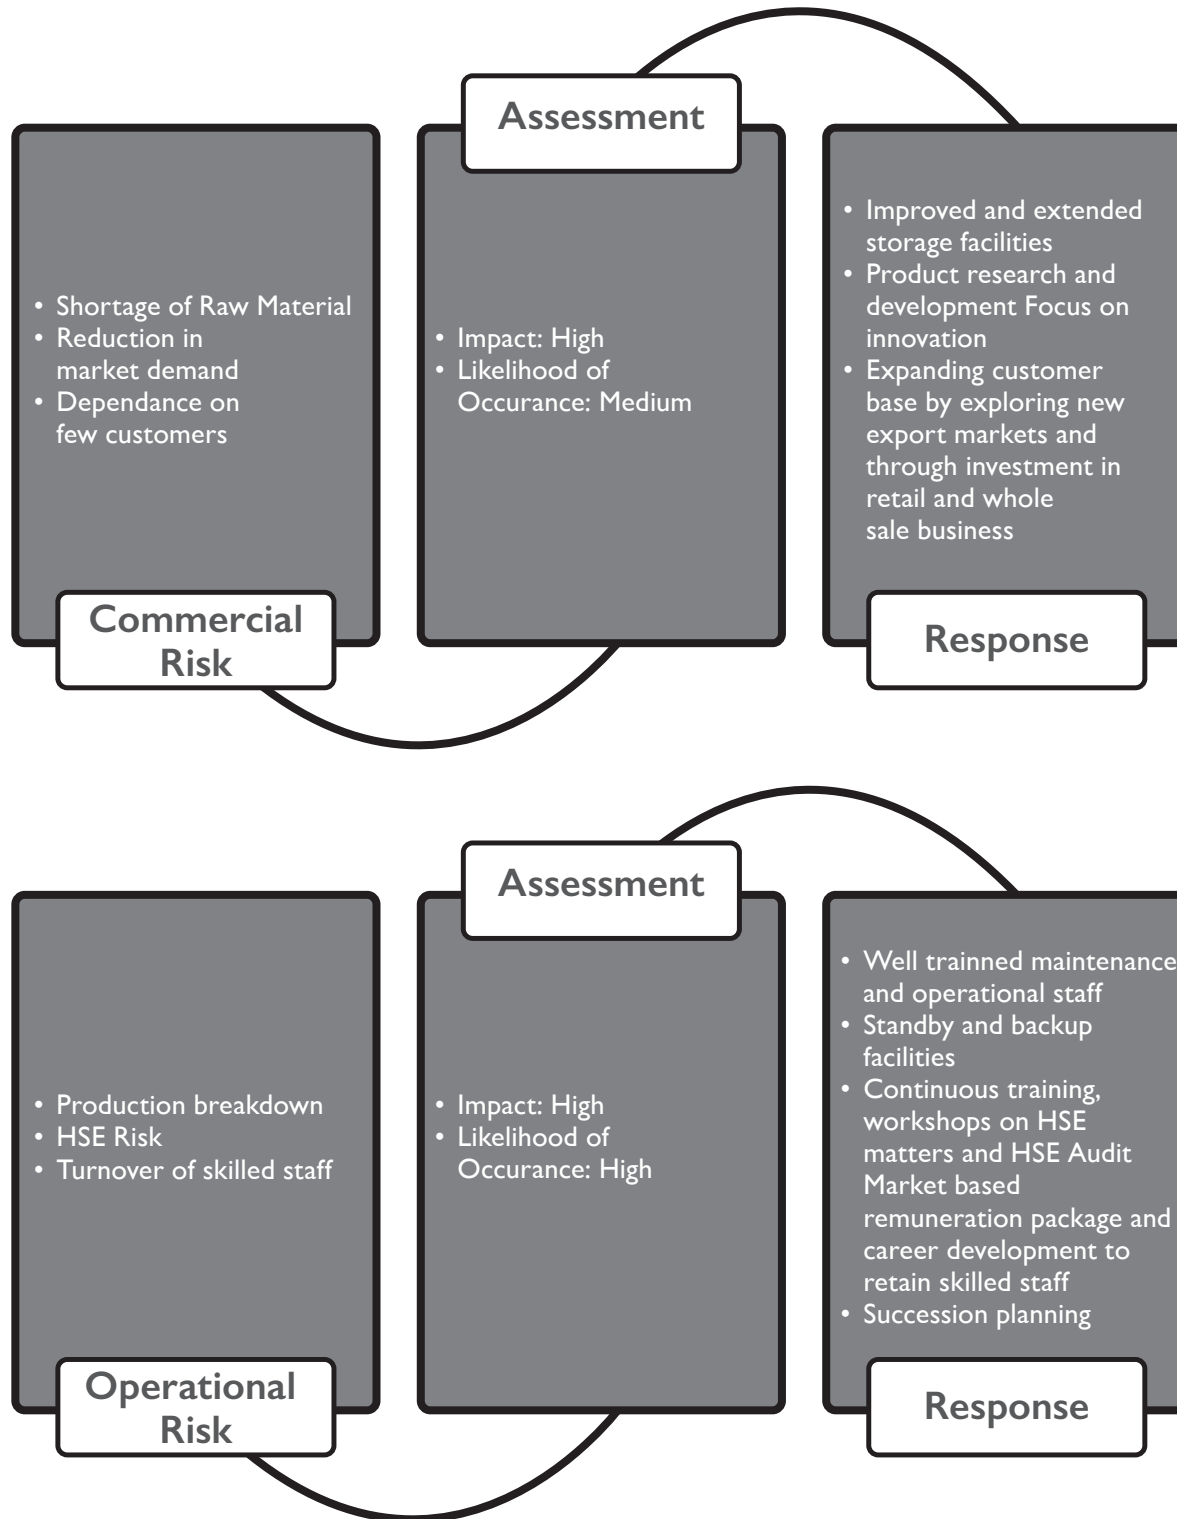 • Shortage of Raw Material
• Reduction in
market demand
• Dependance on
few customers
Commercial
Risk
Assessment
• Impact: High
• Likelihood of
Occurance: Medium
• Improved and extended
storage facilities
• Product research and
development Focus on
innovation
• Expanding customer
base by exploring new
export markets and
through investment in
retail and whole
sale business
Response
• Production breakdown
• HSE Risk
• Turnover of skilled staff
Operational
Risk
Assessment
• Impact: High
• Likelihood of
Occurance: High
• Well trainned maintenance
and operational staff
• Standby and backup
facilities
• Continuous training,
workshops on HSE
matters and HSE Audit
Market based
remuneration package and
career development to
retain skilled staff
• Succession planning
Response